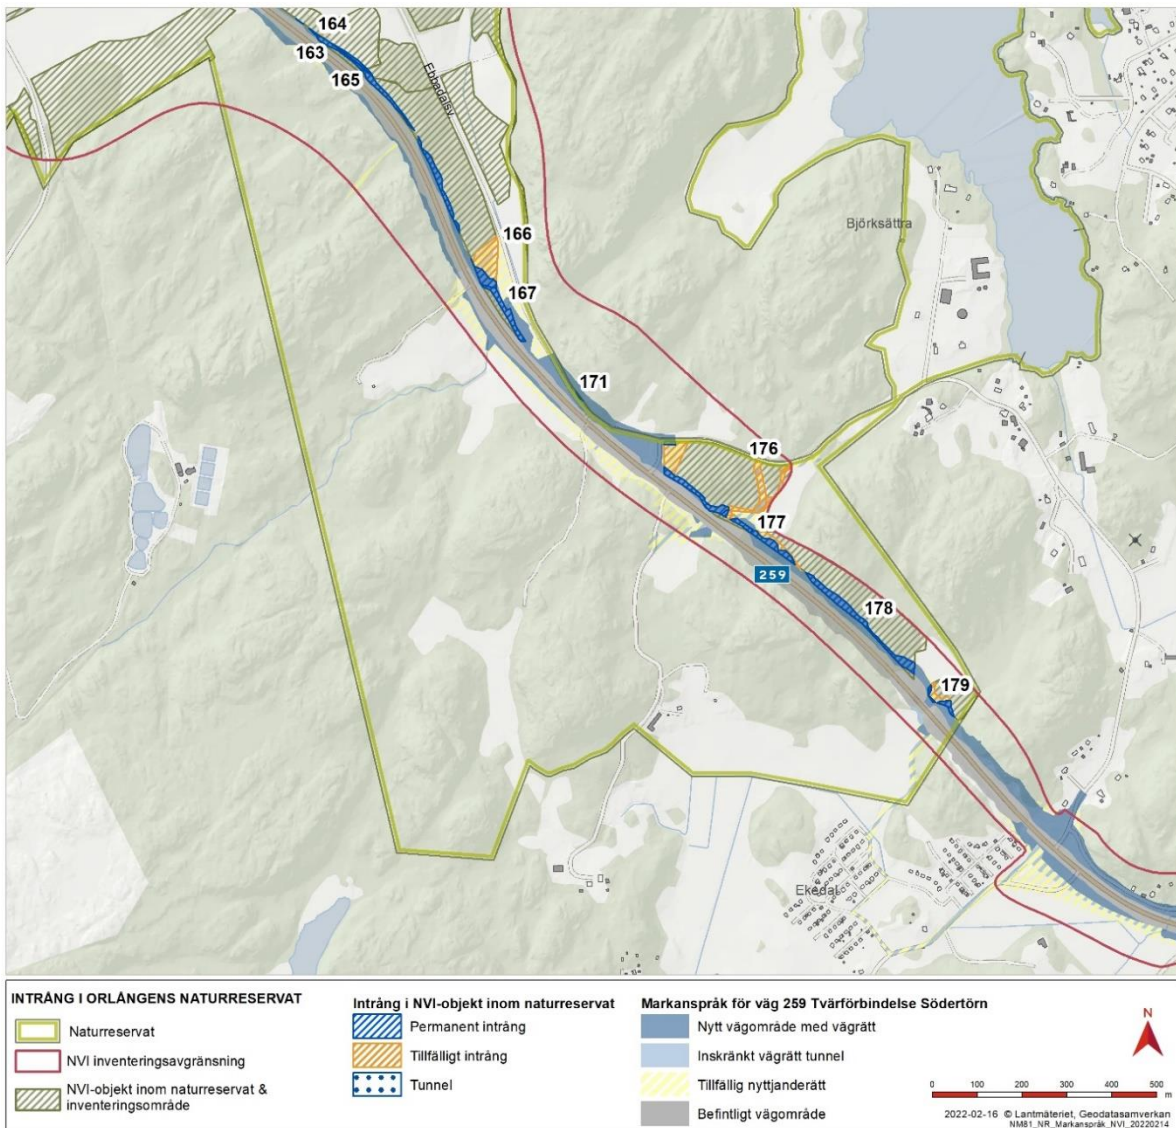 164
163
165
Ebbadalsv.
166
167
171
176
177
178
179
259
Björksättra
Ekedal
INTRÅNG I ORLÅNGENS NATURRESERVAT
Naturreservat
NVI inventeringsavgränsning
NVI-objekt inom naturreservat &
inventeringsområde
Intrång i NVI-objekt inom naturreservat
Permanent intrång
Tillfälligt intrång
Tunnel
Markanspråk för väg 259 Tvärförbindelse Södertörn
Nytt vägområde med vägrätt
Inskränkt vägrätt tunnel
Tillfällig nyttjanderätt
Befintligt vägområde
N
0 100 200 300 400 500
m
2022-02-16 © Lantmäteriet, Geodatasamverkan
NM81_NR_Markanspråk_NVI_20220214